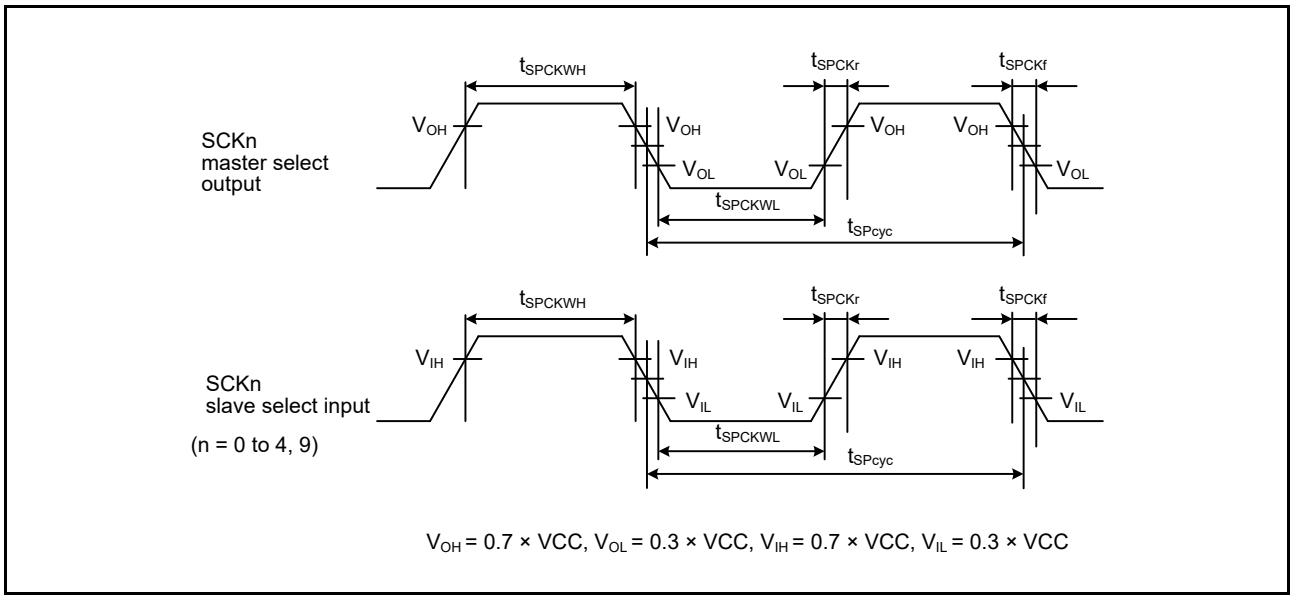 tSPCKWH
tSPCKr
tSPCKf
SCKn
master select
output
VOH
VOH
VOL
VOL
VOH
VOH
VOL
tSPCKWL
tSPcyc
tSPCKWH
tSPCKr
tSPCKf
SCKn
slave select input
(n = 0 to 4, 9)
VIH
VIH
VIL
VIL
VIH
VIH
VIL
tSPCKWL
tSPcyc
VOH = 0.7 × VCC, VOL = 0.3 × VCC, VIH = 0.7 × VCC, VIL = 0.3 × VCC